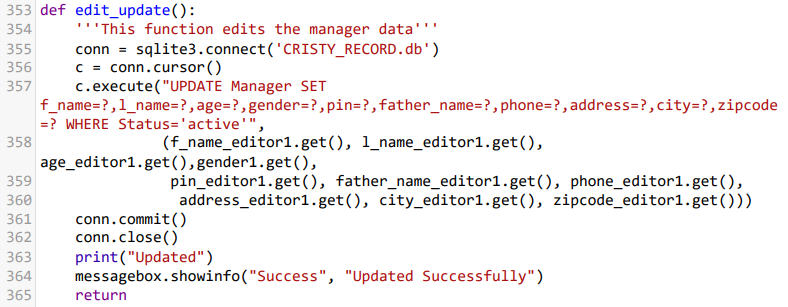 353 def edit_update():
354     '''This function edits the manager data'''
355     conn = sqlite3.connect('CRISTY_RECORD.db')
356     c = conn.cursor()
357     c.execute("UPDATE Manager SET
f_name=?,l_name=?,age=?,gender=?,pin=?,father_name=?,phone=?,address=?,city=?,zipcode
=? WHERE Status='active'",
358               (f_name_editor1.get(), l_name_editor1.get(),
age_editor1.get(),gender1.get(),
359                pin_editor1.get(), father_name_editor1.get(), phone_editor1.get(),
360                 address_editor1.get(), city_editor1.get(), zipcode_editor1.get()))
361     conn.commit()
362     conn.close()
363     print("Updated")
364     messagebox.showinfo("Success", "Updated Successfully")
365     return